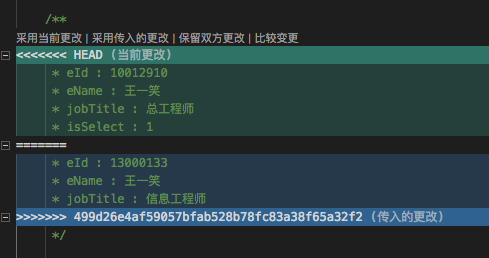 /**
采用当前更改 | 采用传入的更改 | 保留双方更改 | 比较变更
<<<<<<< HEAD (当前更改)
* eId : 10012910
* eName : 王一笑
* jobTitle : 总工程师
* isSelect : 1
=======
* eId : 13000133
* eName : 王一笑
* jobTitle : 信息工程师
>>>>>>> 499d26e4af59057bfab528b78fc83a38f65a32f2 (传入的更改)
*/